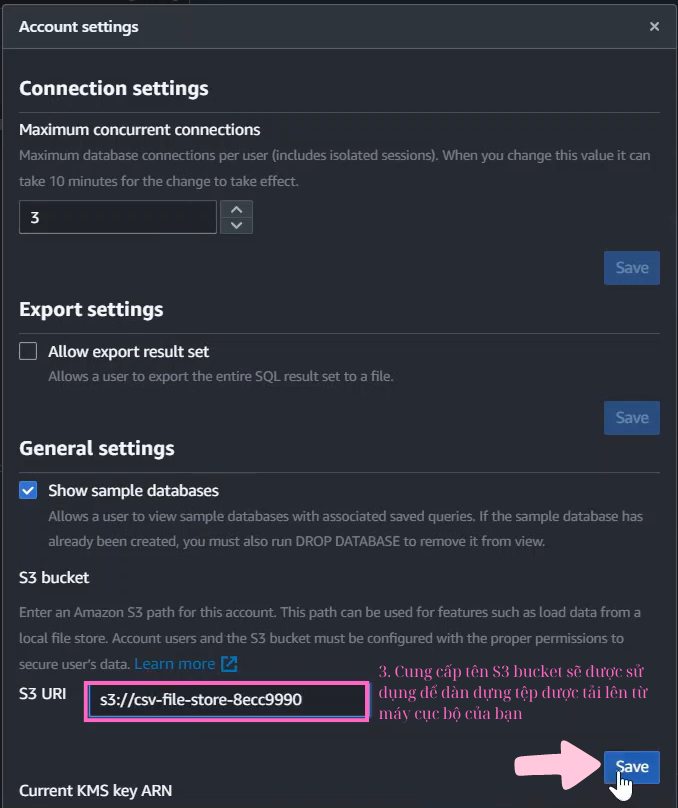 Account settings
Connection settings
Maximum concurrent connections
Maximum database connections per user (includes isolated sessions). When you change this value it can
take 10 minutes for the change to take effect.
3
Save
Export settings
Allow export result set
Allows a user to export the entire SQL result set to a file.
Save
General settings
Show sample databases
Allows a user to view sample databases with associated saved queries. If the sample database has
already been created, you must also run DROP DATABASE to remove it from view.
S3 bucket
Enter an Amazon S3 path for this account. This path can be used for features such as load data from a
local file store. Account users and the S3 bucket must be configured with the proper permissions to
secure user's data. Learn more
S3 URI
s3://csv-file-store-8ecc9990
3. Cung cấp tên S3 bucket sẽ được sử
dụng để dàn dựng tệp được tải lên từ
máy cục bộ của bạn
Save
Current KMS key ARN